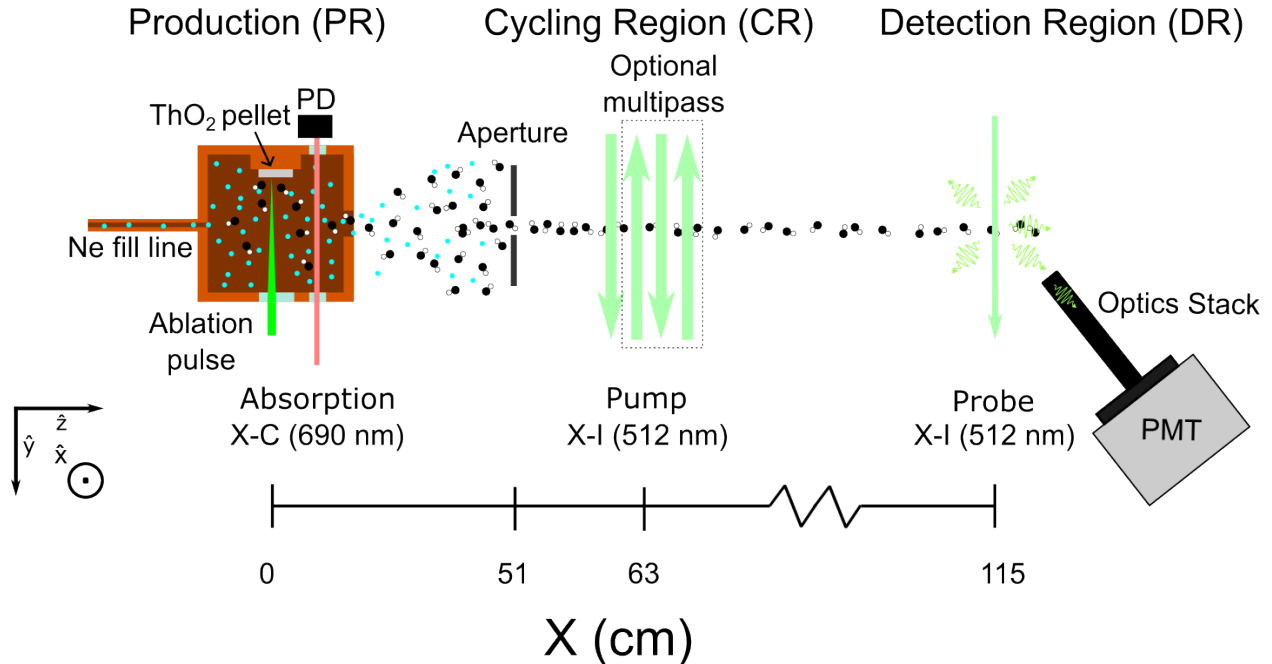 Production (PR)
Cycling Region (CR)
Detection Region (DR)
Optional
multipass
PD
ThO₂ pellet
Aperture
Ne fill line
Ablation
pulse
Optics Stack
PMT
Absorption
X-C (690 nm)
Pump
X-I (512 nm)
Probe
X-I (512 nm)
ẑ
ŷ
x̂
0
51
63
115
X (cm)